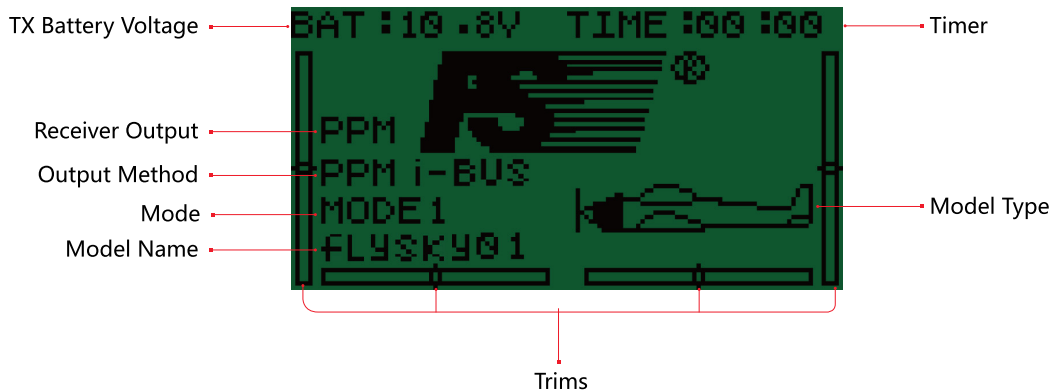 TX Battery Voltage
BAT:10.8V TIME:00:00
Timer
®
Receiver Output
PPM
Output Method
PPM i-BUS
Mode
MODE1
Model Type
Model Name
fLYSKY01
Trims